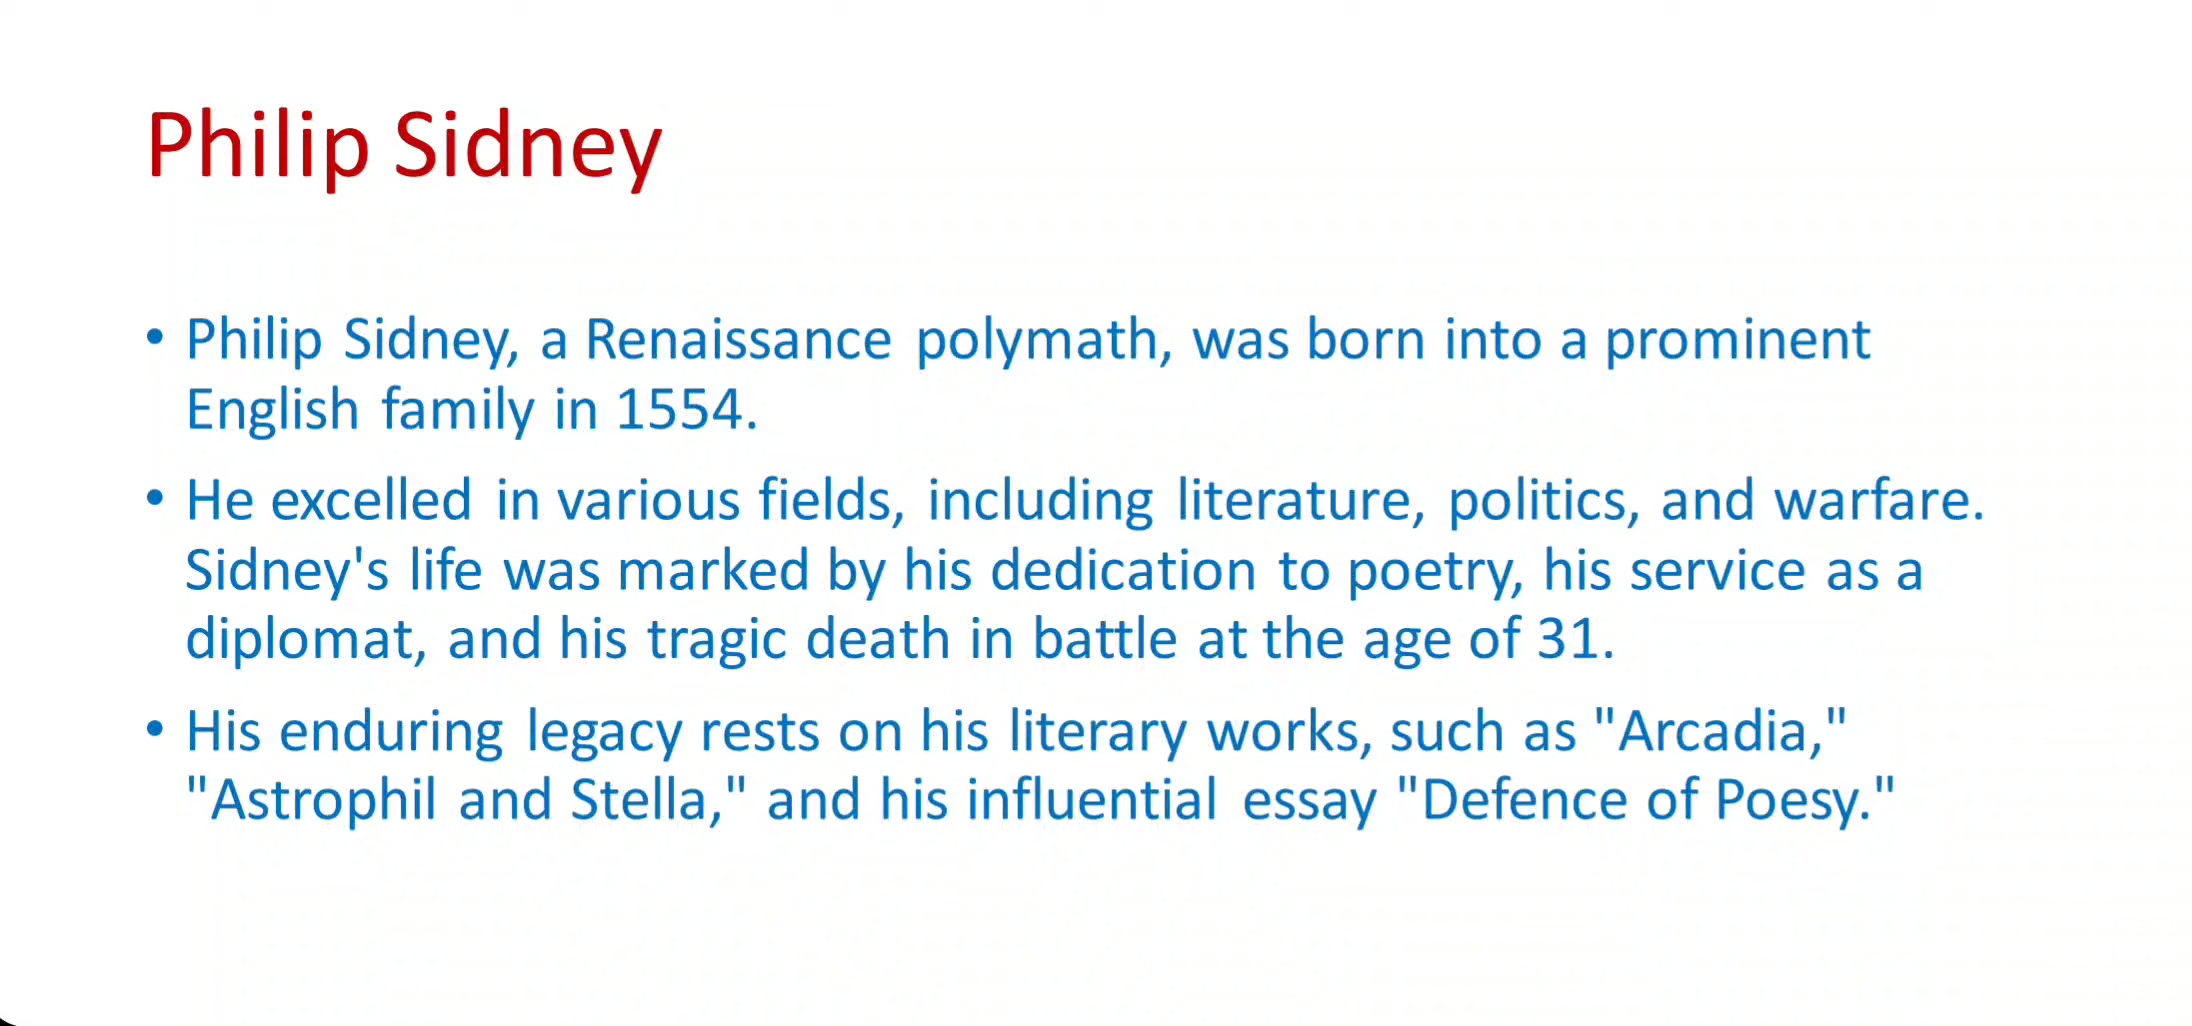 Philip Sidney
• Philip Sidney, a Renaissance polymath, was born into a prominent
English family in 1554.
• He excelled in various fields, including literature, politics, and warfare.
Sidney's life was marked by his dedication to poetry, his service as a
diplomat, and his tragic death in battle at the age of 31.
• His enduring legacy rests on his literary works, such as "Arcadia,"
"Astrophil and Stella," and his influential essay "Defence of Poesy."